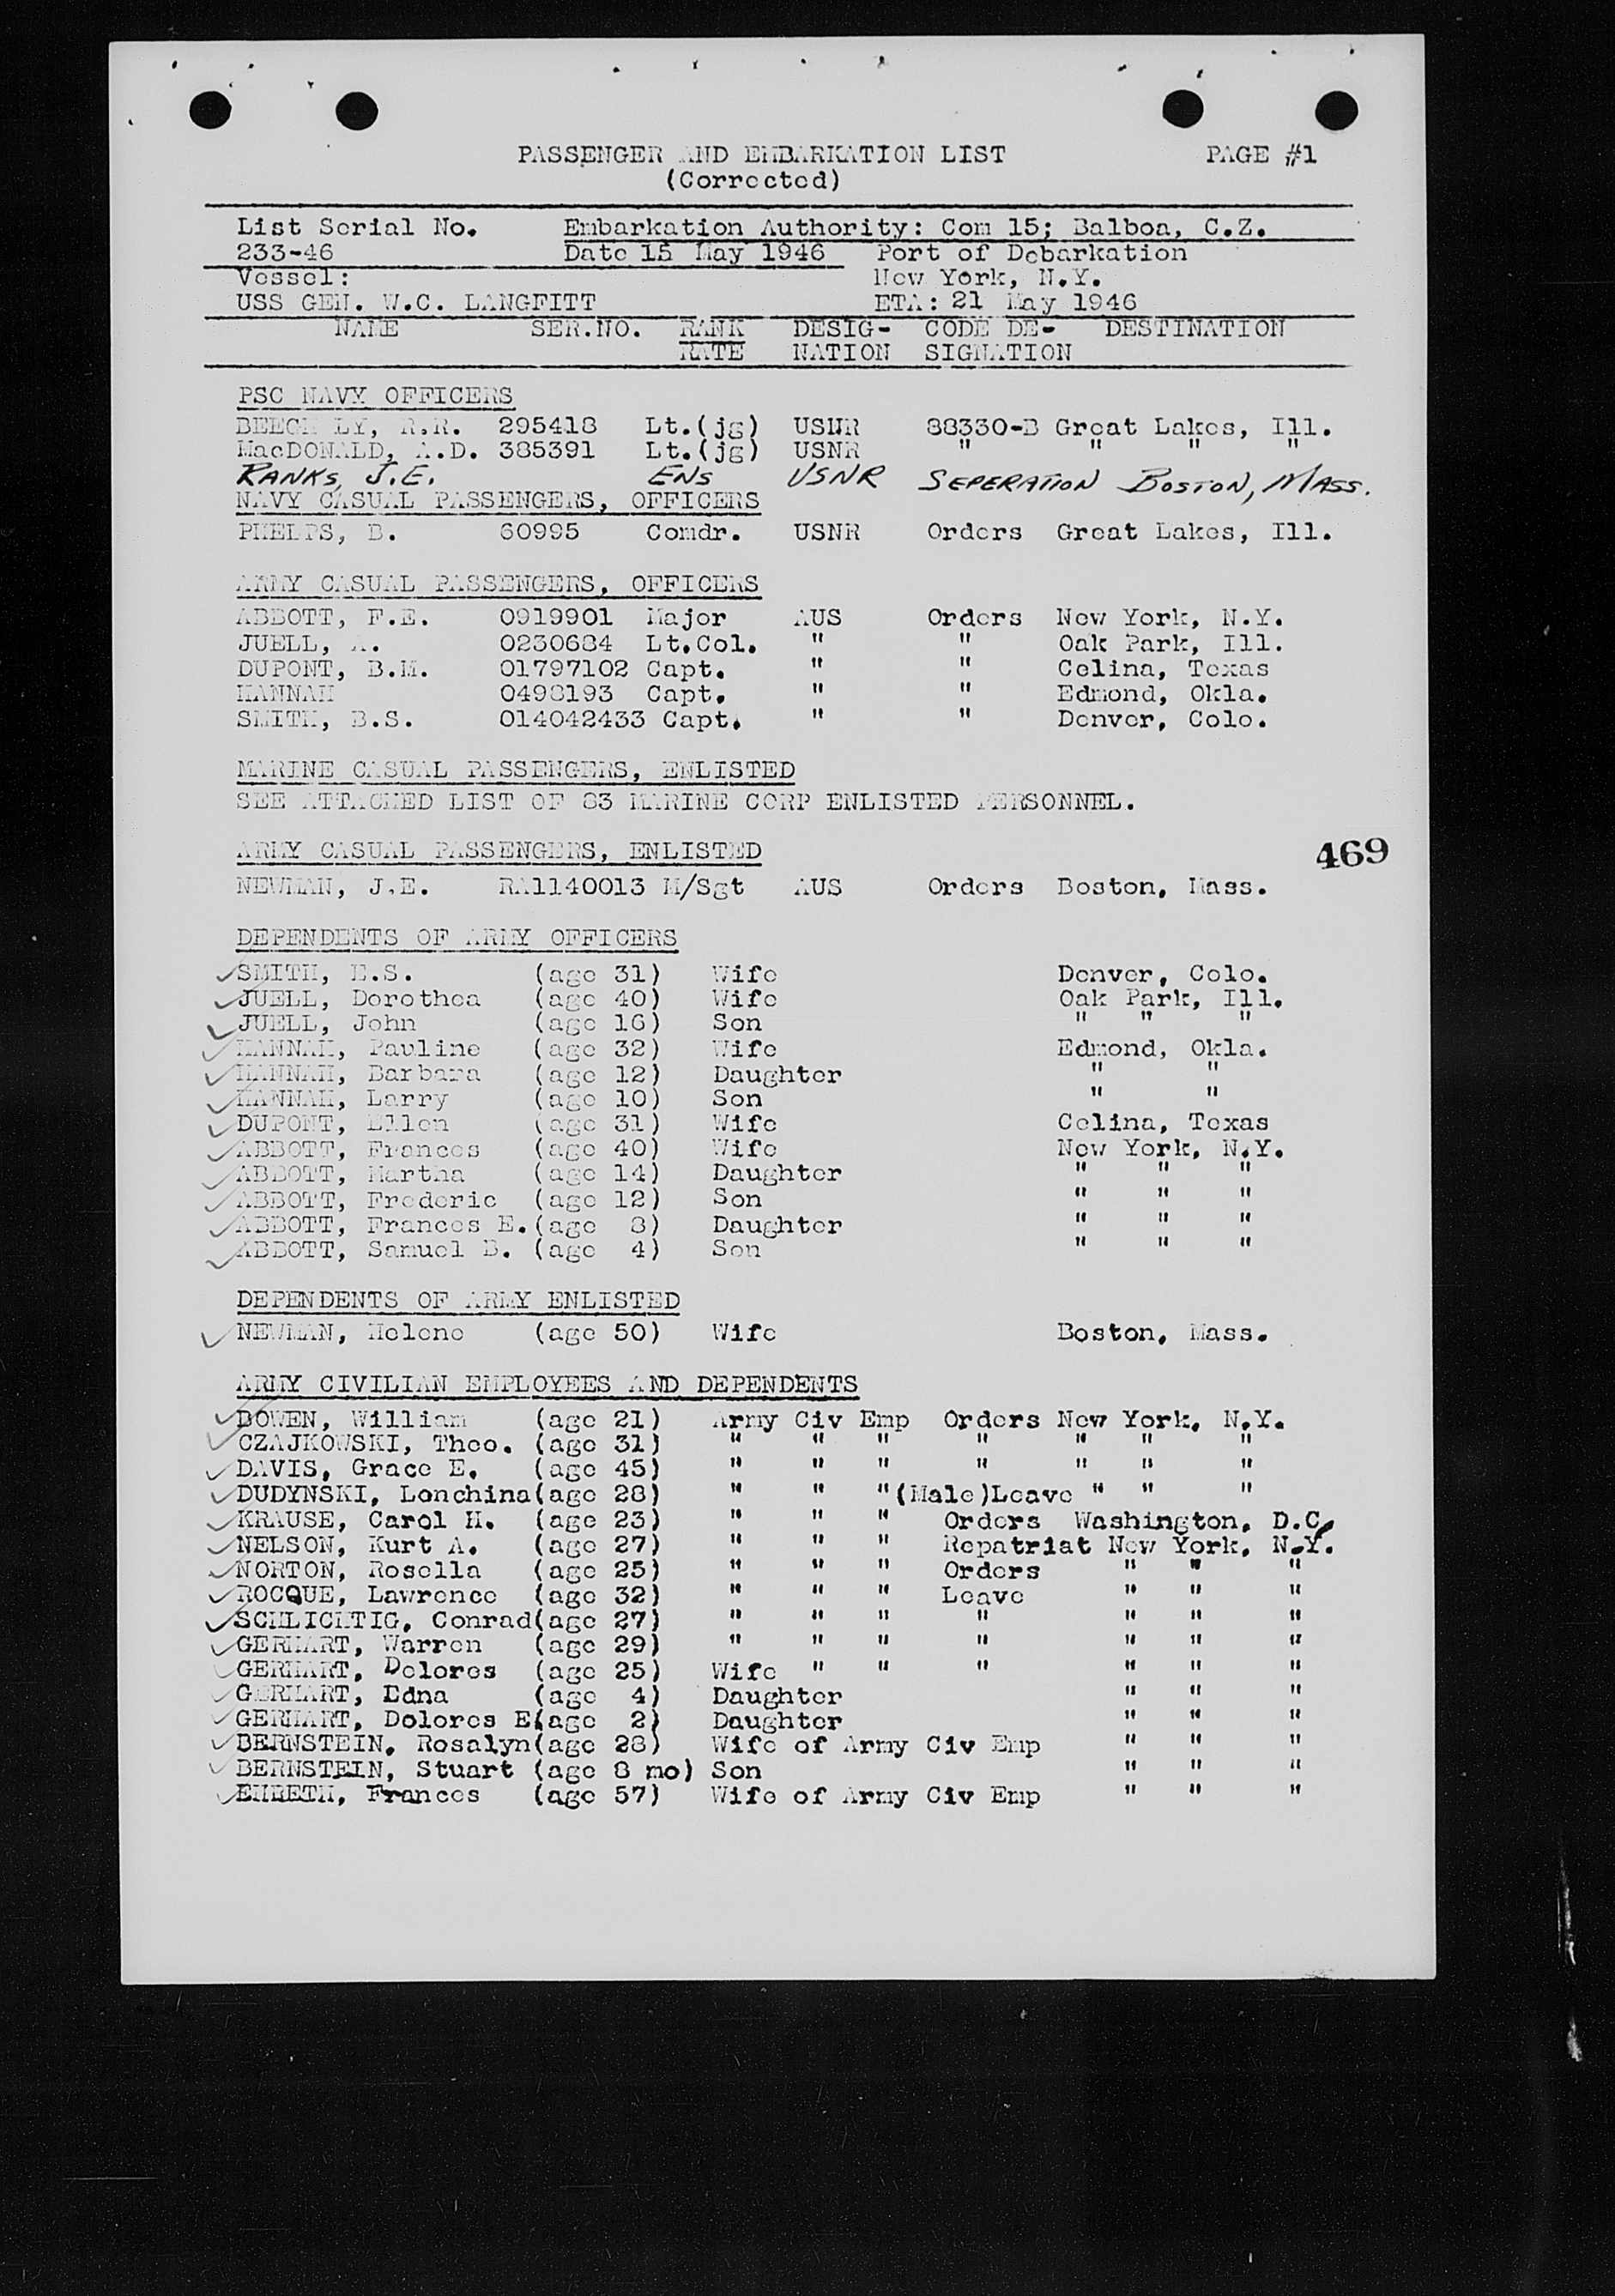 PASSENGER AND EMBARKATION LIST PAGE #1
(Corrected)
List Serial No. Embarkation Authority: Com 15; Balboa, C.Z.
233-46 Date 15 May 1946 Port of Debarkation
Vessel: New York, N.Y.
USS GEN. W.C. LANGFITT ETA: 21 May 1946
NAME SER.NO. RANK DESIG- CODE DE- DESTINATION
RATE NATION SIGNATION
PSC NAVY OFFICERS
LY, R.R. 295418 Lt.(jg) USNR 88330-B Great Lakes, Ill.
MacDONALD, A.D. 385391 Lt.(jg) USNR " " " "
RANKS, J.E. ENS USNR SEPERATION BOSTON, MASS.
NAVY CASUAL PASSENGERS, OFFICERS
PHELPS, B. 60995 Comdr. USNR Orders Great Lakes, Ill.
ARMY CASUAL PASSENGERS, OFFICERS
ABBOTT, F.E. 0919901 Major AUS Orders New York, N.Y.
JUELL, A. 0230684 Lt.Col. " " Oak Park, Ill.
DUPONT, B.M. 01797102 Capt. " " Celina, Texas
HANNAH 0498193 Capt. " " Edmond, Okla.
SMITH, B.S. 014042433 Capt. " " Denver, Colo.
MARINE CASUAL PASSENGERS, ENLISTED
SEE ATTACHED LIST OF 83 MARINE CORP ENLISTED PERSONNEL.
ARMY CASUAL PASSENGERS, ENLISTED 469
NEWMAN, J.E. RA1140013 M/Sgt AUS Orders Boston, Mass.
DEPENDENTS OF ARMY OFFICERS
SMITH, E.S. (age 31) Wife Denver, Colo.
JUELL, Dorothea (age 40) Wife Oak Park, Ill.
JUELL, John (age 16) Son " " "
HANNAH, Pauline (age 32) Wife Edmond, Okla.
HANNAH, Barbara (age 12) Daughter " "
HANNAH, Larry (age 10) Son " "
DUPONT, Ellen (age 31) Wife Celina, Texas
ABBOTT, Frances (age 40) Wife New York, N.Y.
ABBOTT, Martha (age 14) Daughter " " "
ABBOTT, Frederic (age 12) Son " " "
ABBOTT, Frances E.(age 8) Daughter " " "
ABBOTT, Samuel B. (age 4) Son " " "
DEPENDENTS OF ARMY ENLISTED
NEWMAN, Helene (age 50) Wife Boston, Mass.
ARMY CIVILIAN EMPLOYEES AND DEPENDENTS
BOWEN, William (age 21) Army Civ Emp Orders New York, N.Y.
CZAJKOWSKI, Theo. (age 31) " " " " " " "
DAVIS, Grace E. (age 45) " " " " " " "
DUDYNSKI, Lonchina(age 28) " " "(Male)Leave " " "
KRAUSE, Carol H. (age 23) " " " Orders Washington, D.C.
NELSON, Kurt A. (age 27) " " " Repatriat New York, N.Y.
NORTON, Rosella (age 25) " " " Orders " " "
ROCQUE, Lawrence (age 32) " " " Leave " " "
SCHLICHTIG, Conrad(age 27) " " " " " " "
GERHART, Warren (age 29) " " " " " " "
GERHART, Delores (age 25) Wife " " " " " "
GERHART, Edna (age 4) Daughter " " "
GERHART, Dolores E(age 2) Daughter " " "
BERNSTEIN, Rosalyn(age 28) Wife of Army Civ Emp " " "
BERNSTEIN, Stuart (age 8 mo) Son " " "
EHRETH, Frances (age 57) Wife of Army Civ Emp " " "